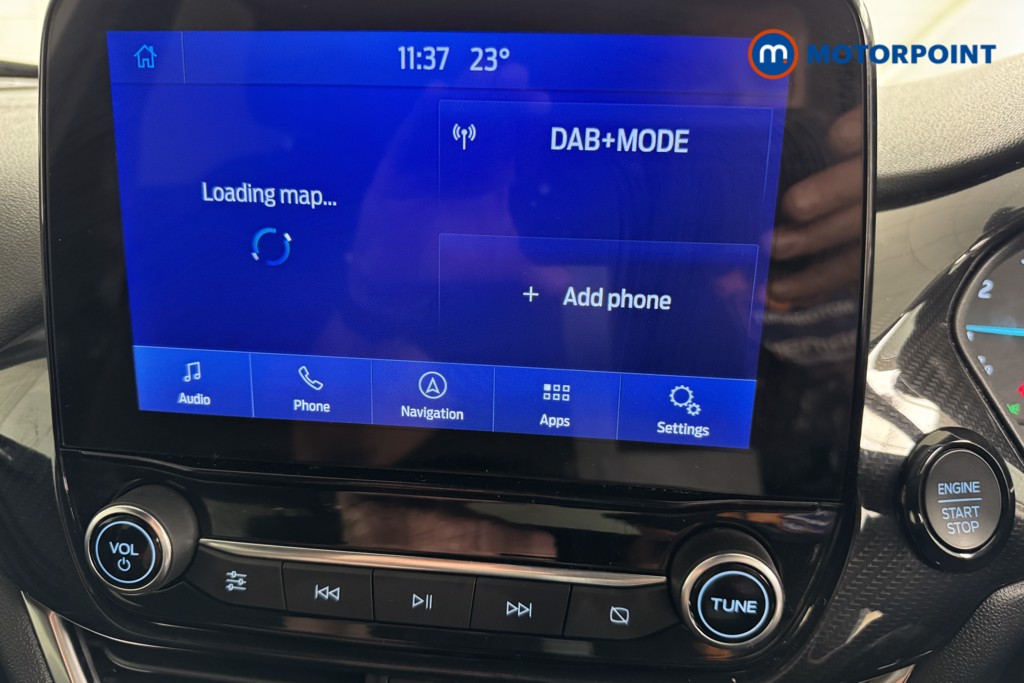 11:37 23°
m. MOTORPOINT
DAB+MODE
Loading map...
+ Add phone
Audio
Phone
Navigation
Apps
Settings
2
ENGINE
START
STOP
VOL
TUNE